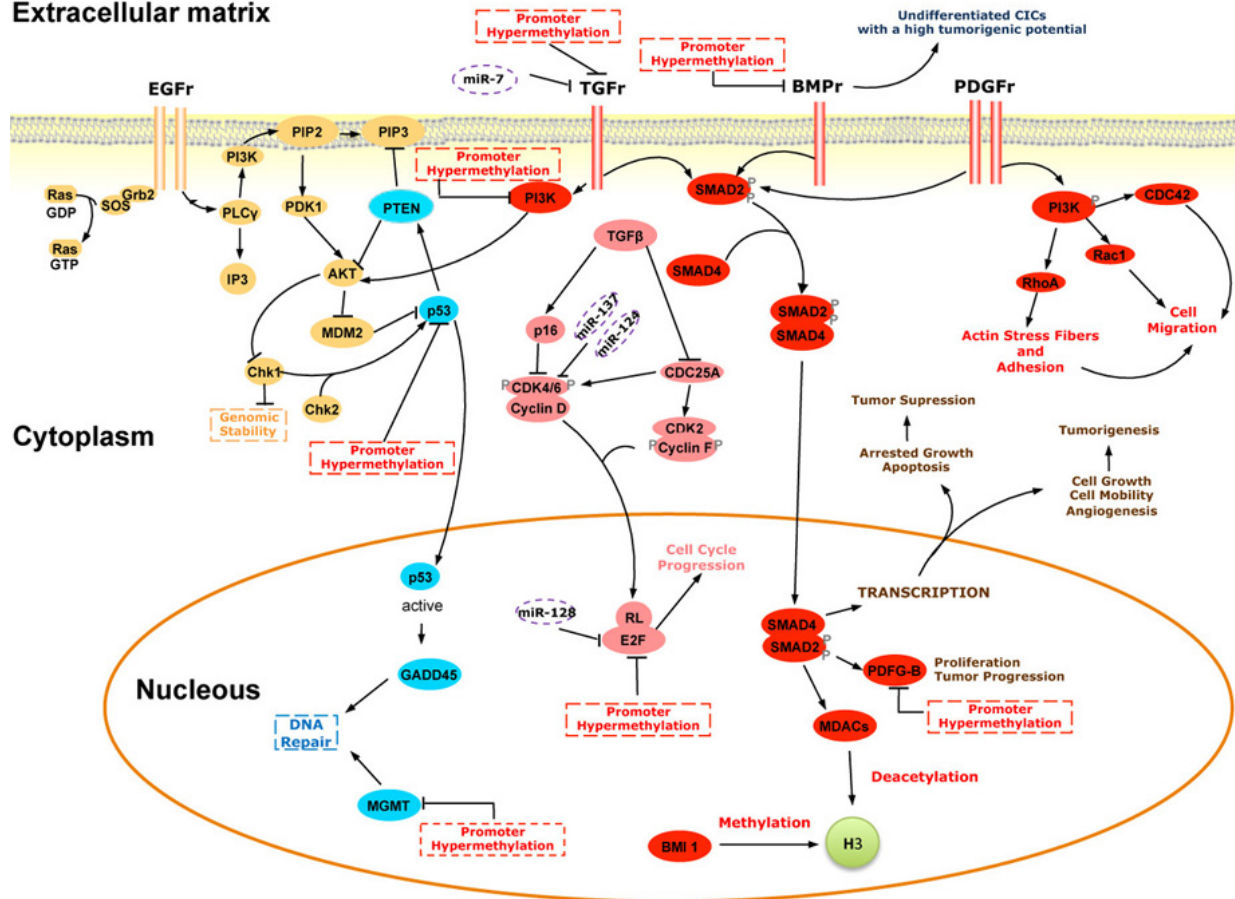 Extracellular matrix
Promoter
Hypermethylation
Undifferentiated CICs
with a high tumorigenic potential
Promoter
Hypermethylation
miR-7
TGFr
BMPr
PDGFr
EGFr
PIP2
PIP3
PI3K
Promoter
Hypermethylation
Ras
GDP
SOS
Grb2
PLCγ
PDK1
PTEN
PI3K
SMAD2
P
P
PI3K
P
CDC42
Ras
GTP
IP3
AKT
TGFβ
SMAD4
Rac1
RhoA
MDM2
p53
p16
miR-137
miR-124
SMAD2
P
P
SMAD4
Cell
Migration
Actin Stress Fibers
and
Adhesion
Chk1
P
CDK4/6
P
Cyclin D
CDC25A
Genomic
Stability
Chk2
CDK2
P
Cyclin F
P
Tumor Supression
Tumorigenesis
Cytoplasm
Promoter
Hypermethylation
Arrested Growth
Apoptosis
Cell Growth
Cell Mobility
Angiogenesis
Cell Cycle
Progression
p53
active
miR-128
RL
E2F
TRANSCRIPTION
SMAD4
SMAD2
P
P
PDFG-B
Proliferation
Tumor Progression
Nucleous
GADD45
Promoter
Hypermethylation
MDACs
Promoter
Hypermethylation
DNA
Repair
Deacetylation
MGMT
Promoter
Hypermethylation
Methylation
BMI 1
H3